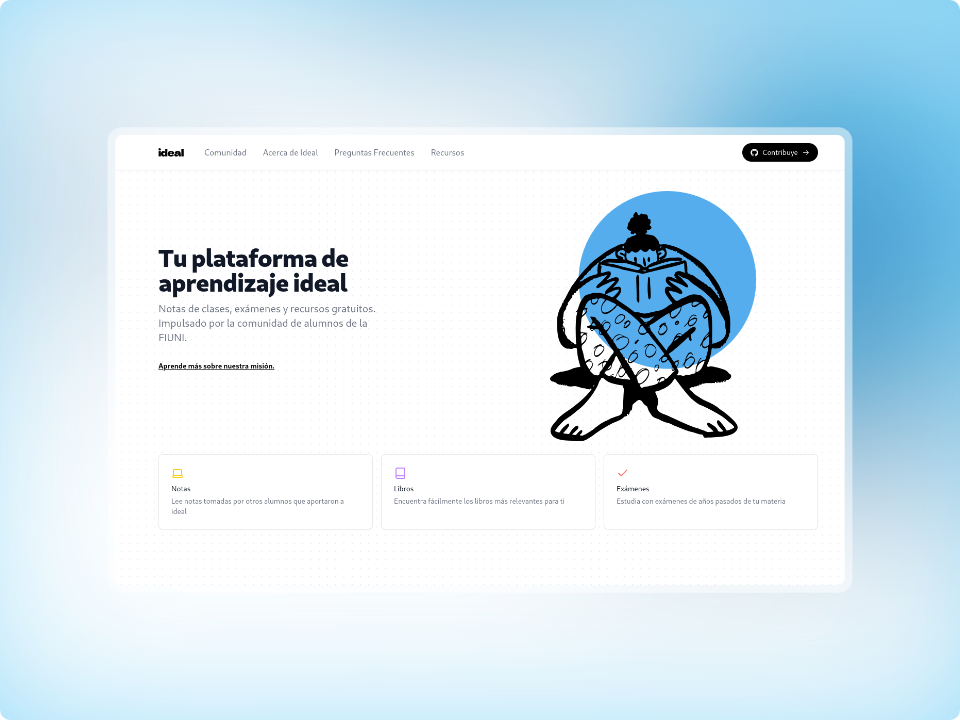 ideal
Comunidad
Acerca de Ideal
Preguntas Frecuentes
Recursos
Contribuye →
Tu plataforma de
aprendizaje ideal
Notas de clases, exámenes y recursos gratuitos.
Impulsado por la comunidad de alumnos de la
FIUNI.
Aprende más sobre nuestra misión.
Notas
Lee notas tomadas por otros alumnos que aportaron a
ideal
Libros
Encuentra fácilmente los libros más relevantes para ti
Exámenes
Estudia con exámenes de años pasados de tu materia